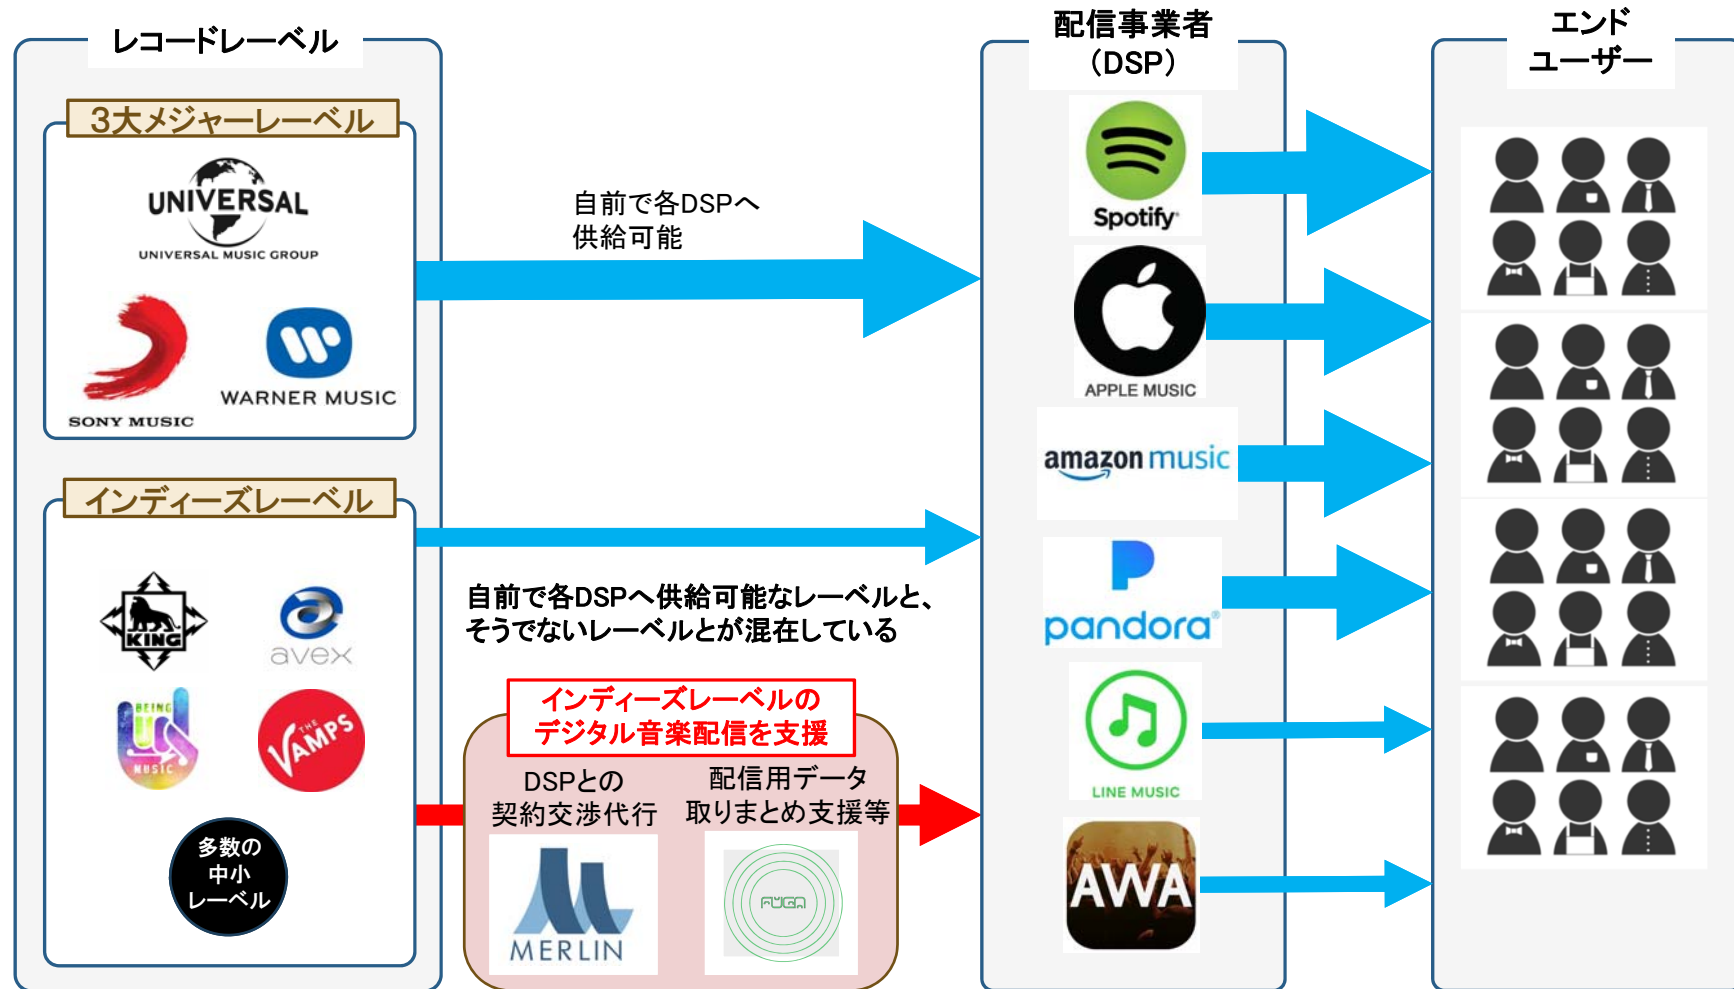 レコードレーベル
3大メジャーレーベル
UNIVERSAL
UNIVERSAL MUSIC GROUP
SONY MUSIC
WARNER MUSIC
インディーズレーベル
KING
avex
BEING
MUSIC
THE
VAMPS
多数の
中小
レーベル
自前で各DSPへ
供給可能
自前で各DSPへ供給可能なレーベルと、
そうでないレーベルとが混在している
インディーズレーベルの
デジタル音楽配信を支援
DSPとの
契約交渉代行
MERLIN
配信用データ
取りまとめ支援等
FUGA
配信事業者
（DSP）
Spotify
APPLE MUSIC
amazon music
pandora
LINE MUSIC
AWA
エンド
ユーザー